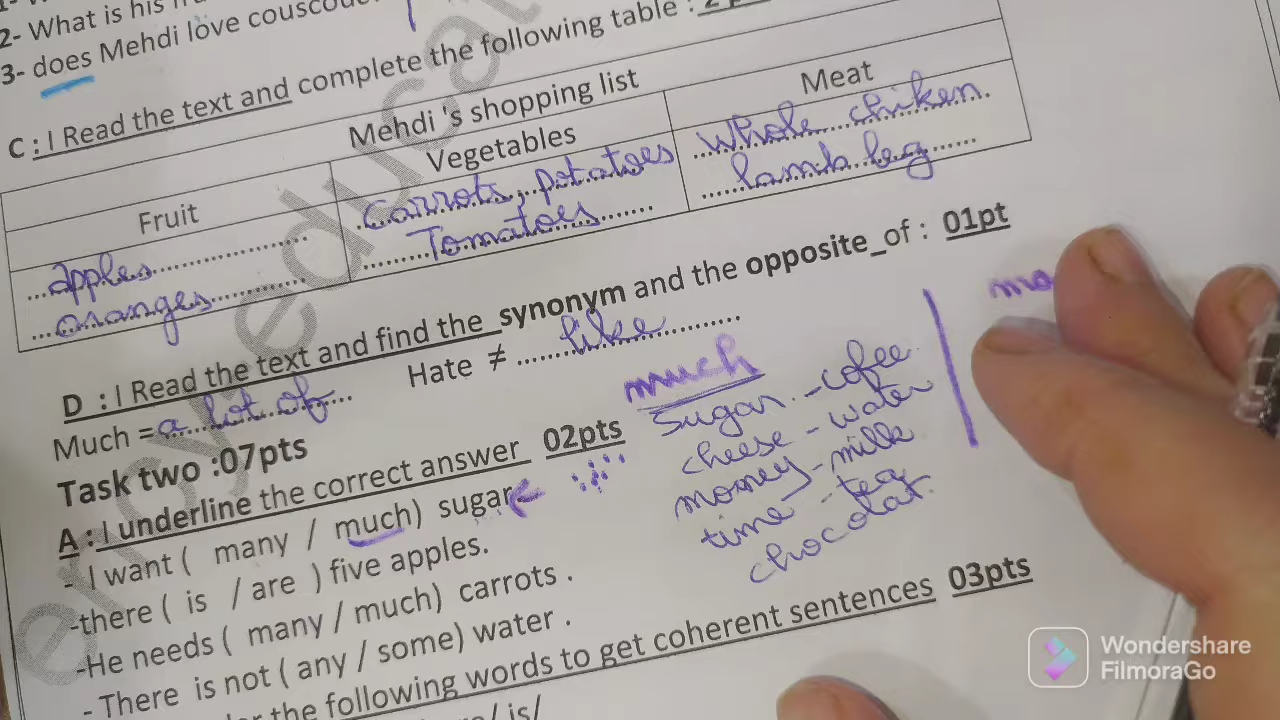 2- What is his
3- does Mehdi love couscous
C : I Read the text and complete the following table :
Mehdi 's shopping list
Fruit Vegetables Meat
apples
oranges
Carrots, potatoes
Tomatoes
Whole chiken
lamb leg
D : I Read the text and find the synonym and the opposite of : 01pt
Much = a lot of Hate ≠ like
Task two :07pts
A : I underline the correct answer 02pts
- I want ( many / much) sugar
-there ( is / are ) five apples.
-He needs ( many / much) carrots .
- There is not ( any / some) water .
much
sugar - cofee
cheese - water
money - milk
time - tea
chocolat
the following words to get coherent sentences 03pts
/ is/
Wondershare
FilmoraGo